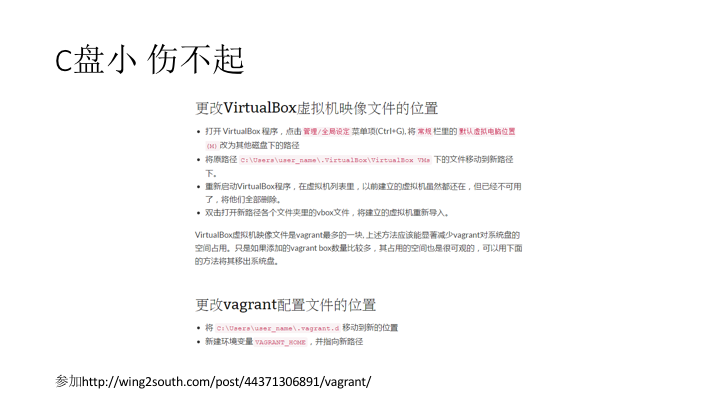 C盘小 伤不起
更改VirtualBox虚拟机映像文件的位置
• 打开 VirtualBox 程序，点击 管理/全局设定 菜单项(Ctrl+G), 将 常规 栏里的 默认虚拟电脑位置
(M) 改为其他磁盘下的路径
• 将原路径 C:\Users\user_name\.VirtualBox\VirtualBox VMs 下的文件移动到新路径
下。
• 重新启动VirtualBox程序，在虚拟机列表里，以前建立的虚拟机虽然都还在，但已经不可用
了，将他们全部删除。
• 双击打开新路径各个文件夹里的vbox文件，将建立的虚拟机重新导入。
VirtualBox虚拟机映像文件是vagrant最多的一块, 上述方法应该能显著减少vagrant对系统盘的
空间占用。只是如果添加的vagrant box数量比较多，其占用的空间也是很可观的，可以用下面
的方法将其移出系统盘。
更改vagrant配置文件的位置
• 将 C:\Users\user_name\.vagrant.d 移动到新的位置
• 新建环境变量 VAGRANT_HOME ，并指向新路径
参加http://wing2south.com/post/44371306891/vagrant/